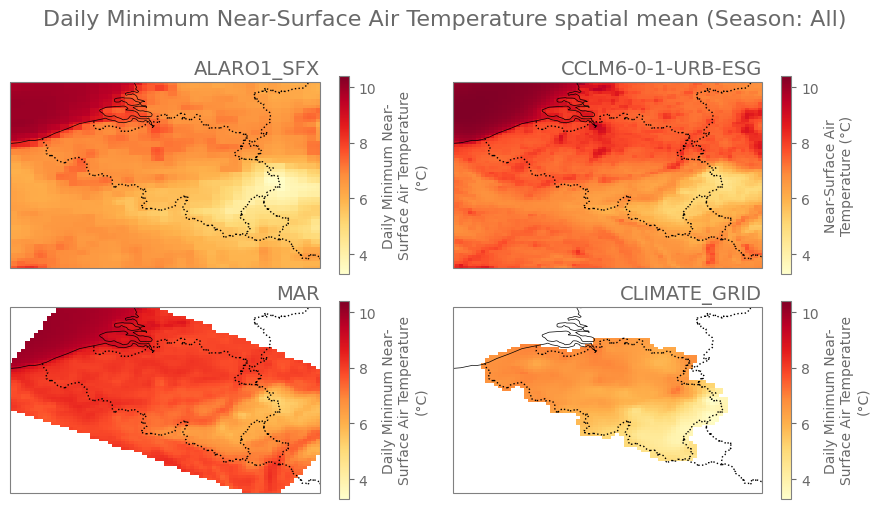 Daily Minimum Near-Surface Air Temperature spatial mean (Season: All)
ALARO1_SFX
10
8
6
4
Daily Minimum Near-
Surface Air Temperature
(°C)
CCLM6-0-1-URB-ESG
10
8
6
4
Near-Surface Air
Temperature (°C)
MAR
10
8
6
4
Daily Minimum Near-
Surface Air Temperature
(°C)
CLIMATE_GRID
10
8
6
4
Daily Minimum Near-
Surface Air Temperature
(°C)